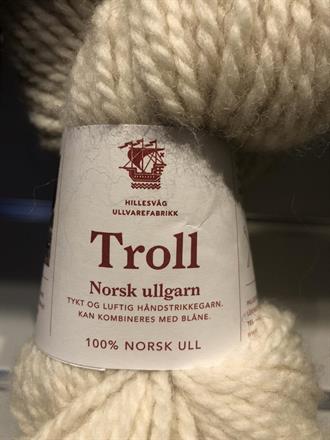 HILLESVÅG
ULLVAREFABRIKK
Troll
Norsk ullgarn
TYKT OG LUFTIG HÅNDSTRIKKEGARN.
KAN KOMBINERES MED BLÅNE.
100% NORSK ULL